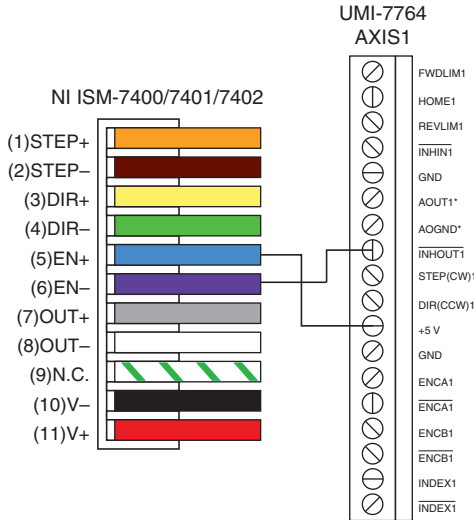 UMI-7764
AXIS1
NI ISM-7400/7401/7402
(1)STEP+
(2)STEP–
(3)DIR+
(4)DIR–
(5)EN+
(6)EN–
(7)OUT+
(8)OUT–
(9)N.C.
(10)V–
(11)V+
FWDLIM1
HOME1
REVLIM1
INHIN1
GND
AOUT1*
AOGND*
INHOUT1
STEP(CW)1
DIR(CCW)1
+5 V
GND
ENCA1
ENCA1
ENCB1
ENCB1
INDEX1
INDEX1